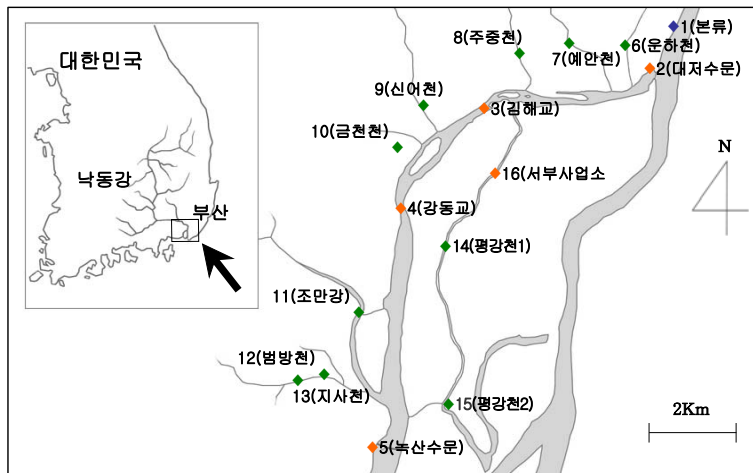 대한민국
낙동강
부산
1(본류)
6(운하천)
8(주중천)
7(예안천)
2(대저수문)
9(신어천)
3(김해교)
10(금천천)
N
16(서부사업소
4(강동교)
14(평강천1)
11(조만강)
12(범방천)
13(지사천)
15(평강천2)
2Km
5(녹산수문)